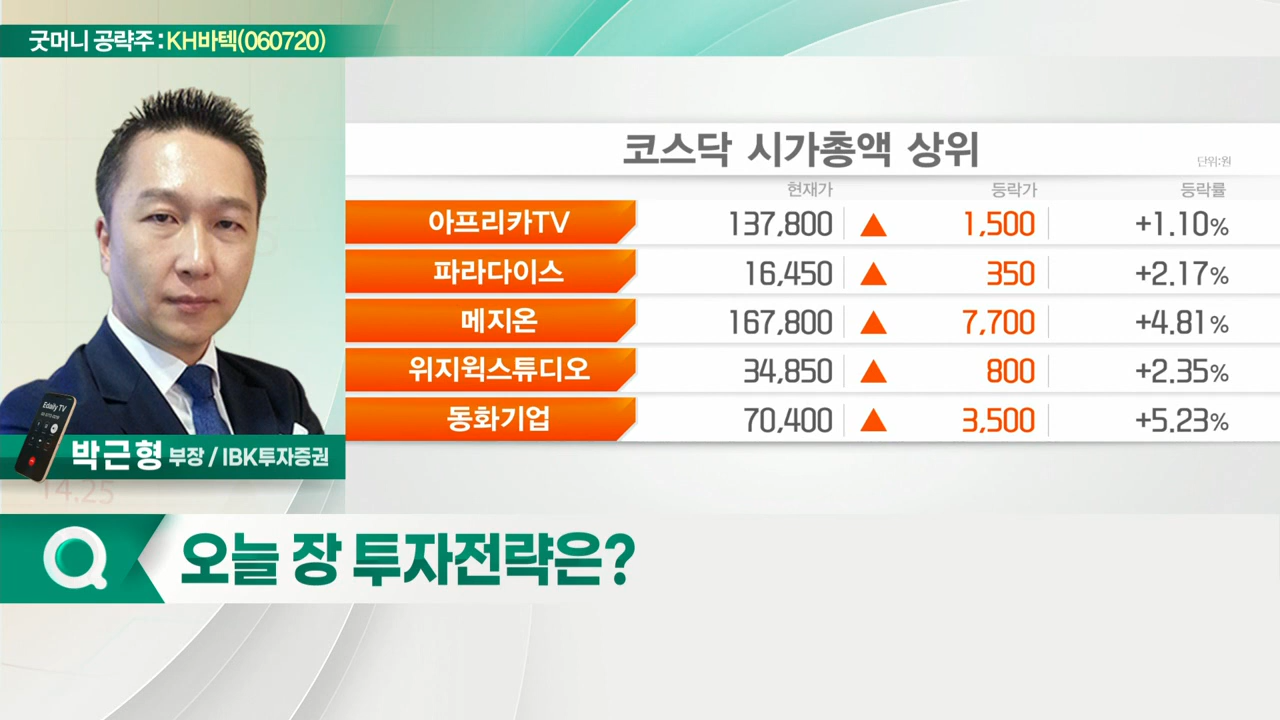 굿머니 공략주 : KH바텍(060720)
코스닥 시가총액 상위
단위:원
현재가 등락가 등락률
아프리카TV 137,800 ▲ 1,500 +1.10%
파라다이스 16,450 ▲ 350 +2.17%
메지온 167,800 ▲ 7,700 +4.81%
위지윅스튜디오 34,850 ▲ 800 +2.35%
동화기업 70,400 ▲ 3,500 +5.23%
Edaily TV
박근형 부장 / IBK투자증권
14.25
오늘 장 투자전략은?